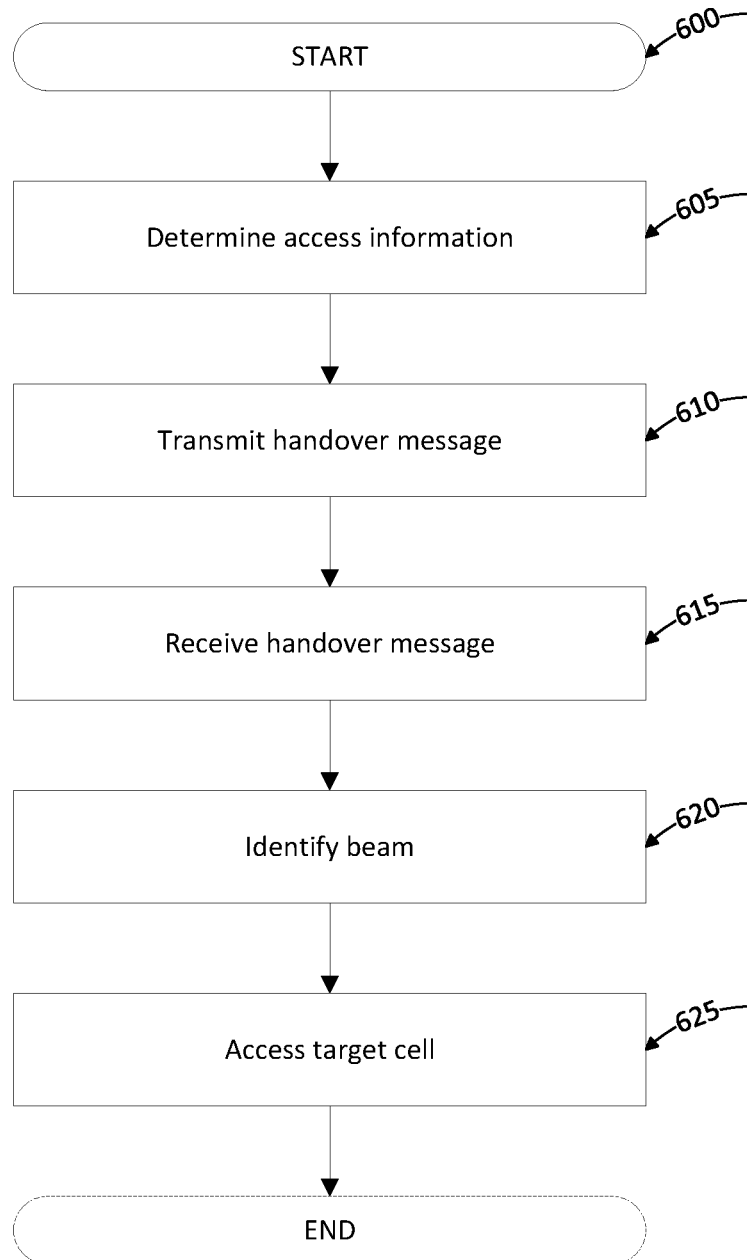 START
600
Determine access information
605
Transmit handover message
610
Receive handover message
615
Identify beam
620
Access target cell
625
END